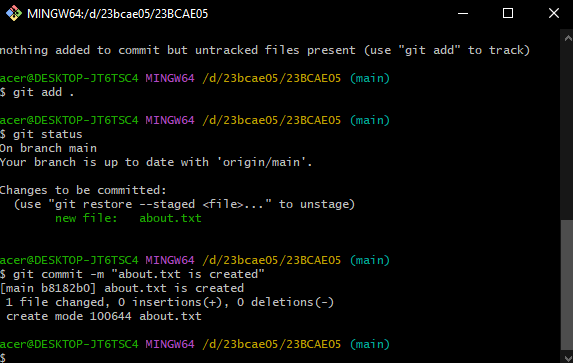 MINGW64:/d/23bcae05/23BCAE05
nothing added to commit but untracked files present (use "git add" to track)
acer@DESKTOP-JT6TSC4 MINGW64 /d/23bcae05/23BCAE05 (main)
$ git add .
acer@DESKTOP-JT6TSC4 MINGW64 /d/23bcae05/23BCAE05 (main)
$ git status
On branch main
Your branch is up to date with 'origin/main'.
Changes to be committed:
  (use "git restore --staged <file>..." to unstage)
        new file:   about.txt
acer@DESKTOP-JT6TSC4 MINGW64 /d/23bcae05/23BCAE05 (main)
$ git commit -m "about.txt is created"
[main b8182b0] about.txt is created
 1 file changed, 0 insertions(+), 0 deletions(-)
 create mode 100644 about.txt
acer@DESKTOP-JT6TSC4 MINGW64 /d/23bcae05/23BCAE05 (main)
$